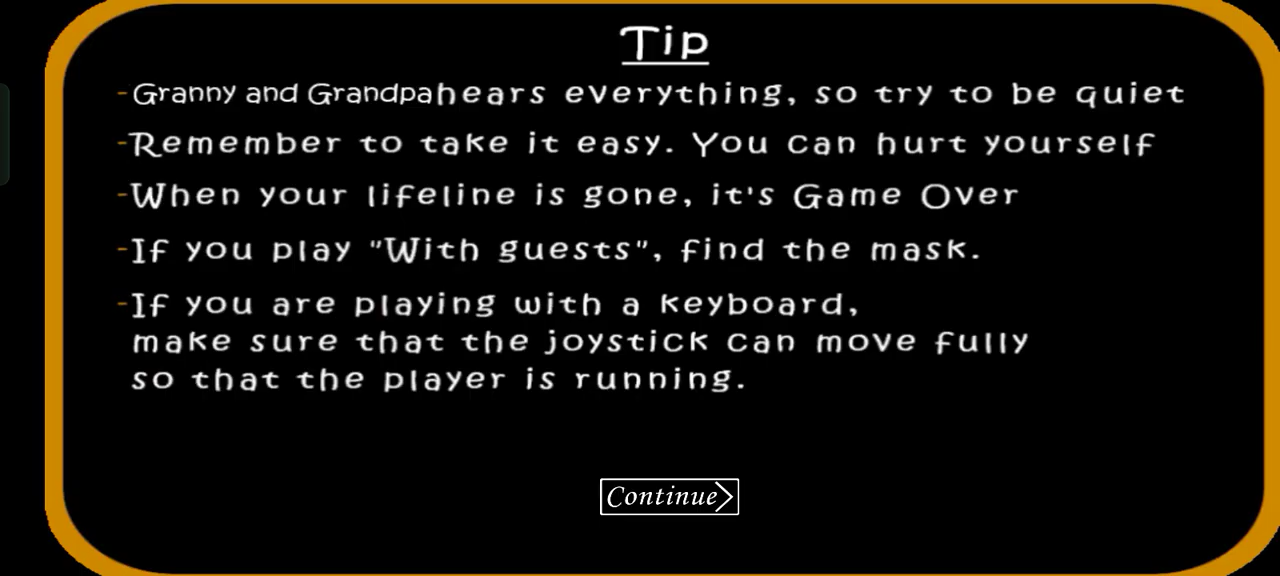 Tip
-Granny and Grandpahears everything, so try to be quiet
-Remember to take it easy. You can hurt yourself
-When your lifeline is gone, it's Game Over
-If you play "With guests", find the mask.
-If you are playing with a keyboard,
make sure that the joystick can move fully
so that the player is running.
Continue